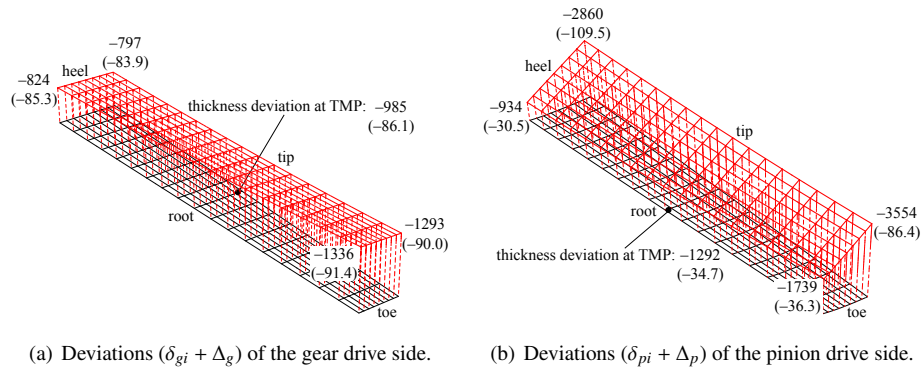 −797
(−83.9)
heel
−824
(−85.3)
thickness deviation at TMP: −985
(−86.1)
tip
root
−1293
(−90.0)
−1336
(−91.4)
toe
−2860
(−109.5)
heel
−934
(−30.5)
tip
root
−3554
(−86.4)
thickness deviation at TMP: −1292
(−34.7)
−1739
(−36.3)
toe
(a) Deviations (δgi + Δg) of the gear drive side.
(b) Deviations (δpi + Δp) of the pinion drive side.